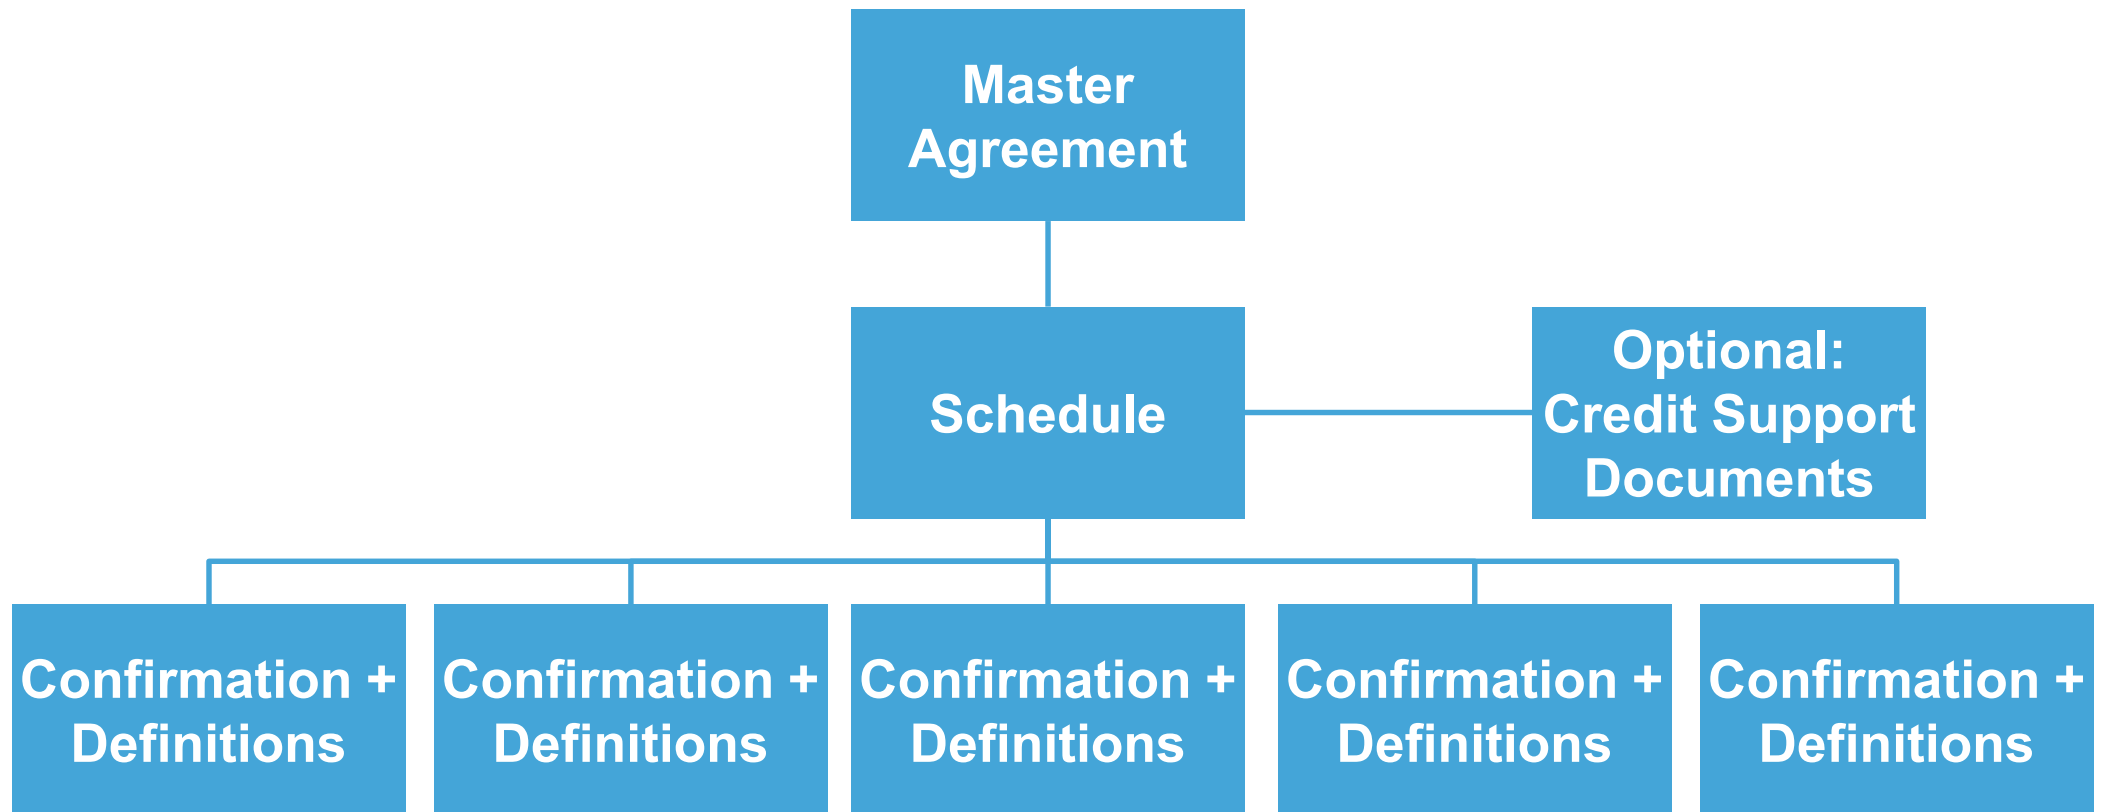 Master
Agreement
Schedule
Optional:
Credit Support
Documents
Confirmation +
Definitions
Confirmation +
Definitions
Confirmation +
Definitions
Confirmation +
Definitions
Confirmation +
Definitions